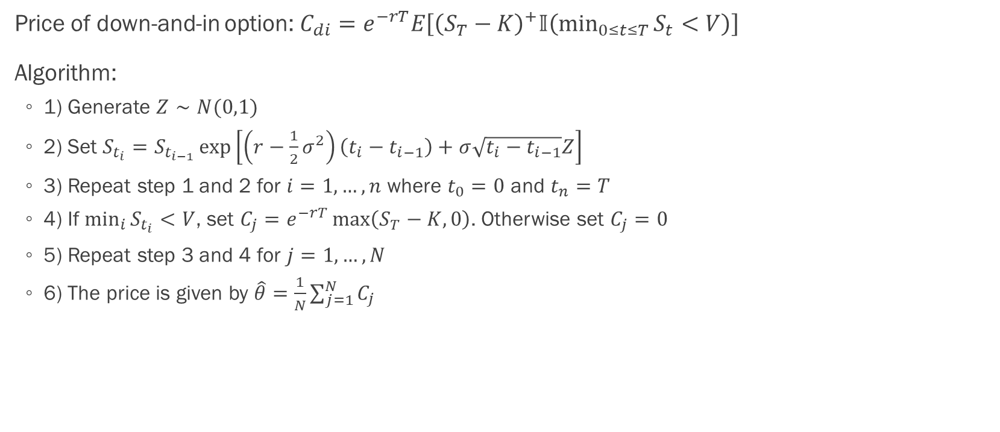 Price of down-and-in option: $C_{di} = e^{-rT} E[(S_T - K)^+ \mathbb{I}(\min_{0 \le t \le T} S_t < V)]$
Algorithm:
◦ 1) Generate $Z \sim N(0,1)$
◦ 2) Set $S_{t_i} = S_{t_{i-1}} \exp\left[\left(r - \frac{1}{2}\sigma^2\right)(t_i - t_{i-1}) + \sigma\sqrt{t_i - t_{i-1}} Z\right]$
◦ 3) Repeat step 1 and 2 for $i = 1, \ldots, n$ where $t_0 = 0$ and $t_n = T$
◦ 4) If $\min_i S_{t_i} < V$, set $C_j = e^{-rT} \max(S_T - K, 0)$. Otherwise set $C_j = 0$
◦ 5) Repeat step 3 and 4 for $j = 1, \ldots, N$
◦ 6) The price is given by $\hat{\theta} = \frac{1}{N} \sum_{j=1}^{N} C_j$